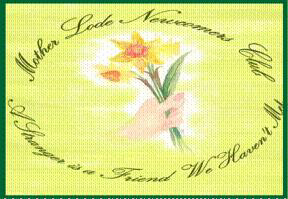 Mother Lode Newcomers Club
A Stranger is a Friend We Haven't Met